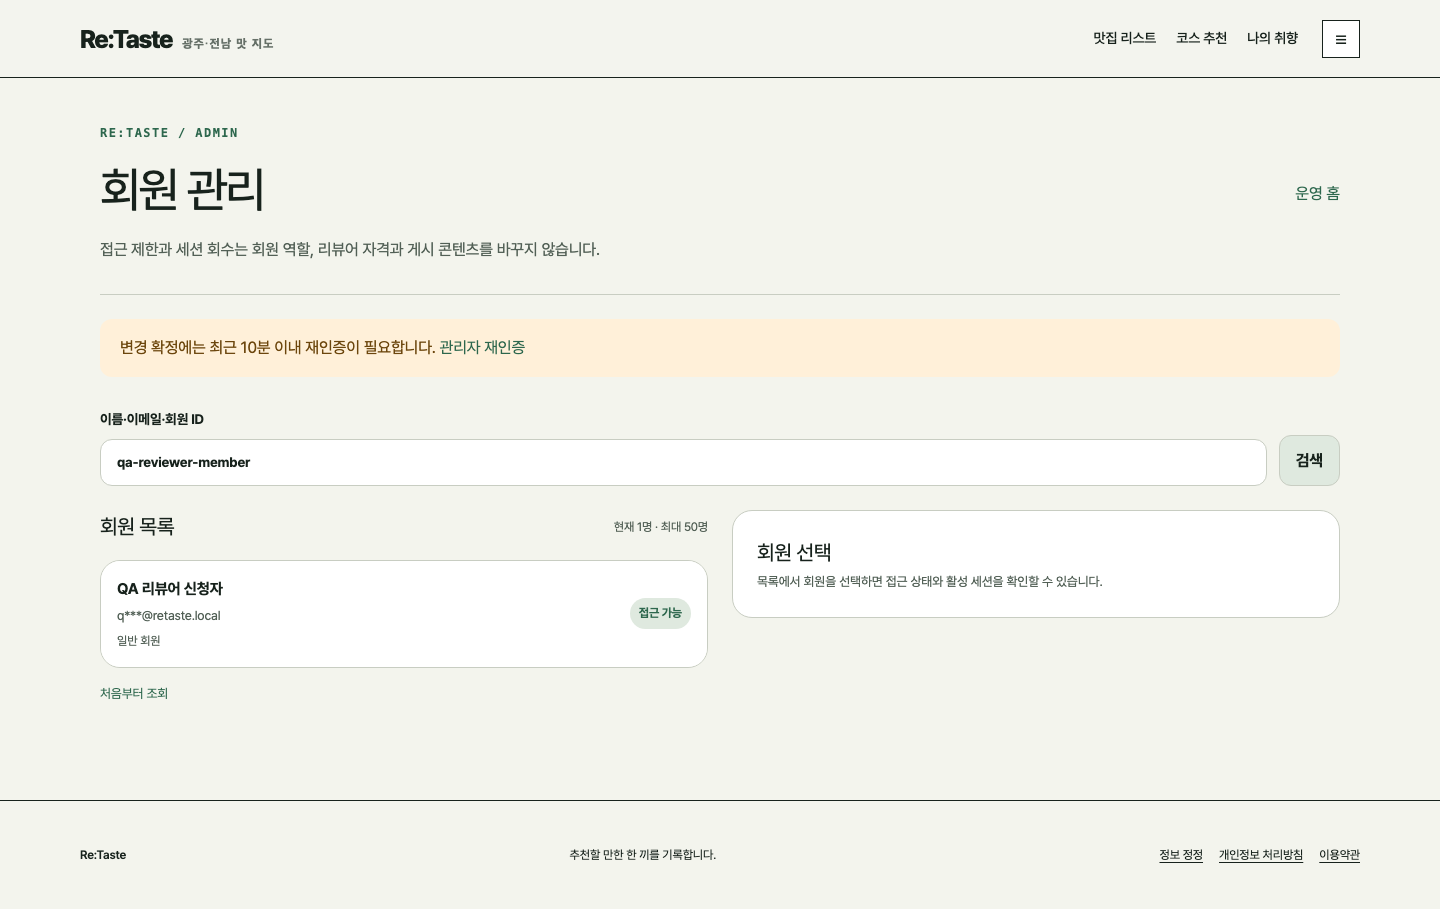 Re:Taste 광주·전남 맛 지도
맛집 리스트 코스 추천 나의 취향
RE:TASTE / ADMIN
회원 관리
운영 홈
접근 제한과 세션 회수는 회원 역할, 리뷰어 자격과 게시 콘텐츠를 바꾸지 않습니다.
변경 확정에는 최근 10분 이내 재인증이 필요합니다. 관리자 재인증
이름·이메일·회원 ID
qa-reviewer-member
검색
회원 목록
현재 1명 · 최대 50명
QA 리뷰어 신청자
q***@retaste.local
일반 회원
접근 가능
처음부터 조회
회원 선택
목록에서 회원을 선택하면 접근 상태와 활성 세션을 확인할 수 있습니다.
Re:Taste
추천할 만한 한 끼를 기록합니다.
정보 정정 개인정보 처리방침 이용약관